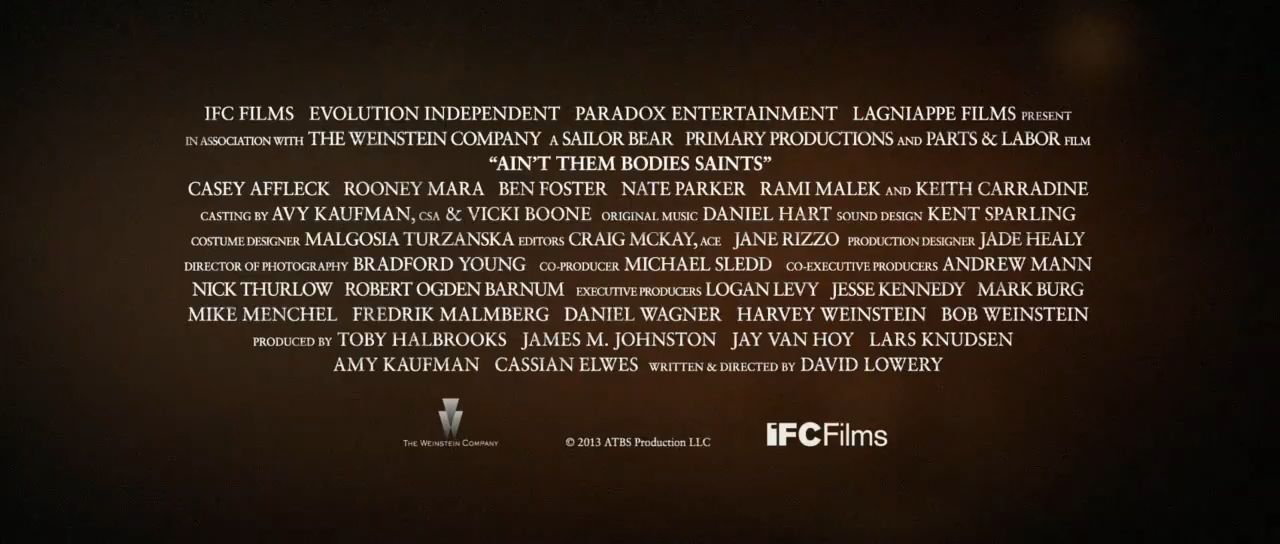 IFC FILMS EVOLUTION INDEPENDENT PARADOX ENTERTAINMENT LAGNIAPPE FILMS PRESENT
IN ASSOCIATION WITH THE WEINSTEIN COMPANY A SAILOR BEAR PRIMARY PRODUCTIONS AND PARTS & LABOR FILM
“AIN’T THEM BODIES SAINTS”
CASEY AFFLECK ROONEY MARA BEN FOSTER NATE PARKER RAMI MALEK AND KEITH CARRADINE
CASTING BY AVY KAUFMAN, CSA & VICKI BOONE ORIGINAL MUSIC DANIEL HART SOUND DESIGN KENT SPARLING
COSTUME DESIGNER MALGOSIA TURZANSKA EDITORS CRAIG MCKAY, ACE JANE RIZZO PRODUCTION DESIGNER JADE HEALY
DIRECTOR OF PHOTOGRAPHY BRADFORD YOUNG CO-PRODUCER MICHAEL SLEDD CO-EXECUTIVE PRODUCERS ANDREW MANN
NICK THURLOW ROBERT OGDEN BARNUM EXECUTIVE PRODUCERS LOGAN LEVY JESSE KENNEDY MARK BURG
MIKE MENCHEL FREDRIK MALMBERG DANIEL WAGNER HARVEY WEINSTEIN BOB WEINSTEIN
PRODUCED BY TOBY HALBROOKS JAMES M. JOHNSTON JAY VAN HOY LARS KNUDSEN
AMY KAUFMAN CASSIAN ELWES WRITTEN & DIRECTED BY DAVID LOWERY
THE WEINSTEIN COMPANY © 2013 ATBS Production LLC IFC Films